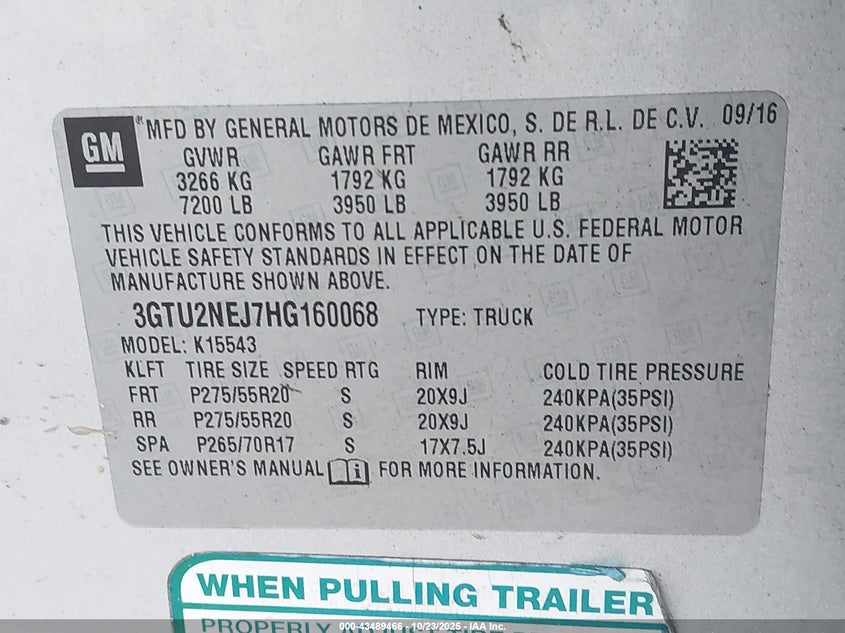 GM
® MFD BY GENERAL MOTORS DE MEXICO, S. DE R.L. DE C.V. 09/16
GVWR GAWR FRT GAWR RR
3266 KG 1792 KG 1792 KG
7200 LB 3950 LB 3950 LB
THIS VEHICLE CONFORMS TO ALL APPLICABLE U.S. FEDERAL MOTOR
VEHICLE SAFETY STANDARDS IN EFFECT ON THE DATE OF
MANUFACTURE SHOWN ABOVE.
3GTU2NEJ7HG160068 TYPE: TRUCK
MODEL: K15543
KLFT TIRE SIZE SPEED RTG RIM COLD TIRE PRESSURE
FRT P275/55R20 S 20X9J 240KPA(35PSI)
RR P275/55R20 S 20X9J 240KPA(35PSI)
SPA P265/70R17 S 17X7.5J 240KPA(35PSI)
SEE OWNER'S MANUAL FOR MORE INFORMATION.
WHEN PULLING TRAILER
PROPERLY
000-43489466 - 10/23/2025 - IAA Inc.